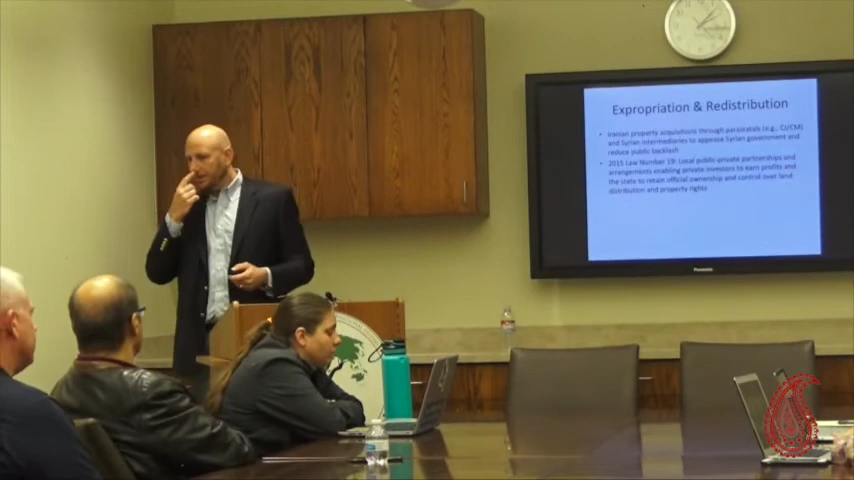 Expropriation & Redistribution
• Iranian property acquisitions through parastatals (e.g., CI/CM)
and Syrian intermediaries to appease Syrian government and
reduce public backlash
• 2015 Law Number 19: Local public-private partnerships and
arrangements enabling private investors to earn profits and
the state to retain official ownership and control over land
distribution and property rights
Panasonic